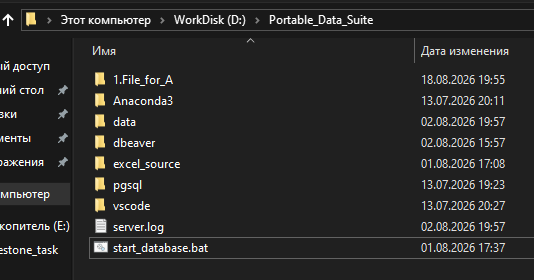 Этот компьютер > WorkDisk (D:) > Portable_Data_Suite
Имя Дата изменения
1.File_for_A 18.08.2026 19:55
Anaconda3 13.07.2026 20:11
data 02.08.2026 19:57
dbeaver 02.08.2026 15:57
excel_source 01.08.2026 17:08
pgsql 13.07.2026 19:23
vscode 13.07.2026 20:27
server.log 02.08.2026 19:57
start_database.bat 01.08.2026 17:37
ый доступ
ний стол
зки
менты
ражения
мпьютер
копитель (E:)
estone_task